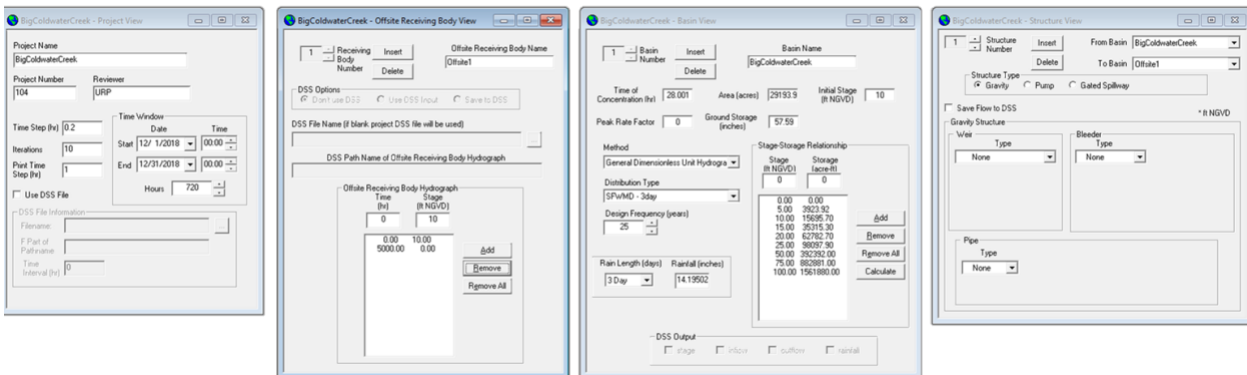 BigColdwaterCreek - Project View
Project Name
BigColdwaterCreek
Project Number Reviewer
104 URP
Time Step (hr) 0.2
Iterations 10
Print Time Step (hr) 1
Use DSS File
Time Window
Date Time
Start 12/ 1/2018 00:00
End 12/31/2018 00:00
Hours 720
DSS File Information
Filename:
F Part of Pathname
Time Interval (hr) 0
BigColdwaterCreek - Offsite Receiving Body View
1 Receiving Body Number Insert Delete
Offsite Receiving Body Name
Offsite1
DSS Options
Don't use DSS Use DSS Input Save to DSS
DSS File Name (if blank project DSS file will be used)
...
DSS Path Name of Offsite Receiving Body Hydrograph
Offsite Receiving Body Hydrograph
Time (hr) Stage (ft NGVD)
0 10
0.00 10.00
5000.00 0.00
Add
Remove
Remove All
BigColdwaterCreek - Basin View
1 Basin Number Insert Delete
Basin Name
BigColdwaterCreek
Time of Concentration (hr) 28.001 Area (acres) 29193.9 Initial Stage (ft NGVD) 10
Peak Rate Factor 0 Ground Storage (inches) 57.59
Method
General Dimensionless Unit Hydrogra
Distribution Type
SFWMD - 3day
Design Frequency (years)
25
Rain Length (days) Rainfall (inches)
3 Day 14.19502
Stage-Storage Relationship
Stage (ft NGVD) Storage (acre-ft)
0 0
0.00 0.00
5.00 3923.92
10.00 15695.70
15.00 35315.30
20.00 62782.70
25.00 98097.90
50.00 392392.00
75.00 882881.00
100.00 1561880.00
Add
Remove
Remove All
Calculate
DSS Output
stage inflow outflow rainfall
BigColdwaterCreek - Structure View
1 Structure Number Insert Delete
From Basin BigColdwaterCreek
To Basin Offsite1
Structure Type
Gravity Pump Gated Spillway
Save Flow to DSS
* ft NGVD
Gravity Structure
Weir
Type
None
Bleeder
Type
None
Pipe
Type
None